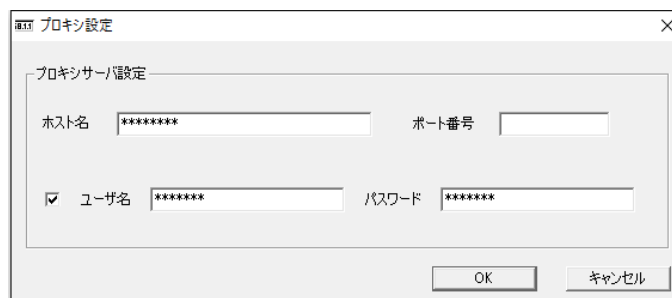 プロキシ設定
プロキシサーバ設定
ホスト名 ******** ポート番号
ユーザ名 ******* パスワード *******
OK キャンセル